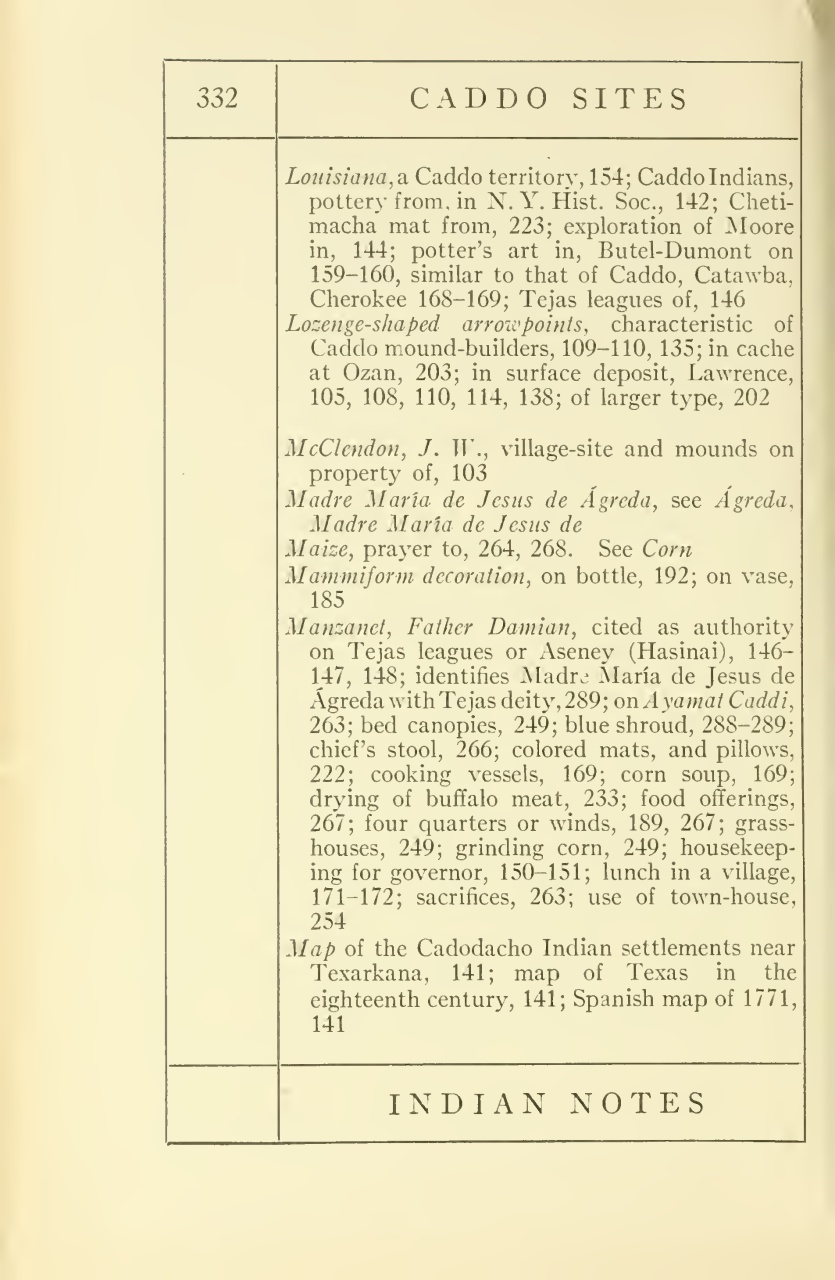 332
CADDO SITES
Louisiana, a Caddo territory, 154; Caddo Indians,
pottery from, in N. Y. Hist. Soc., 142; Cheti-
macha mat from, 223; exploration of Moore
in, 144; potter's art in, Butel-Dumont on
159–160, similar to that of Caddo, Catawba,
Cherokee 168–169; Tejas leagues of, 146
Lozenge-shaped arrowpoints, characteristic of
Caddo mound-builders, 109–110, 135; in cache
at Ozan, 203; in surface deposit, Lawrence,
105, 108, 110, 114, 138; of larger type, 202
McClendon, J. W., village-site and mounds on
property of, 103
Madre María de Jesus de Ágreda, see Ágreda,
Madre María de Jesus de
Maize, prayer to, 264, 268. See Corn
Mammiform decoration, on bottle, 192; on vase,
185
Manzanet, Father Damian, cited as authority
on Tejas leagues or Aseney (Hasinai), 146–
147, 148; identifies Madre María de Jesus de
Ágreda with Tejas deity, 289; on Ayamat Caddi,
263; bed canopies, 249; blue shroud, 288–289;
chief's stool, 266; colored mats, and pillows,
222; cooking vessels, 169; corn soup, 169;
drying of buffalo meat, 233; food offerings,
267; four quarters or winds, 189, 267; grass-
houses, 249; grinding corn, 249; housekeep-
ing for governor, 150–151; lunch in a village,
171–172; sacrifices, 263; use of town-house,
254
Map of the Cadodacho Indian settlements near
Texarkana, 141; map of Texas in the
eighteenth century, 141; Spanish map of 1771,
141
INDIAN NOTES